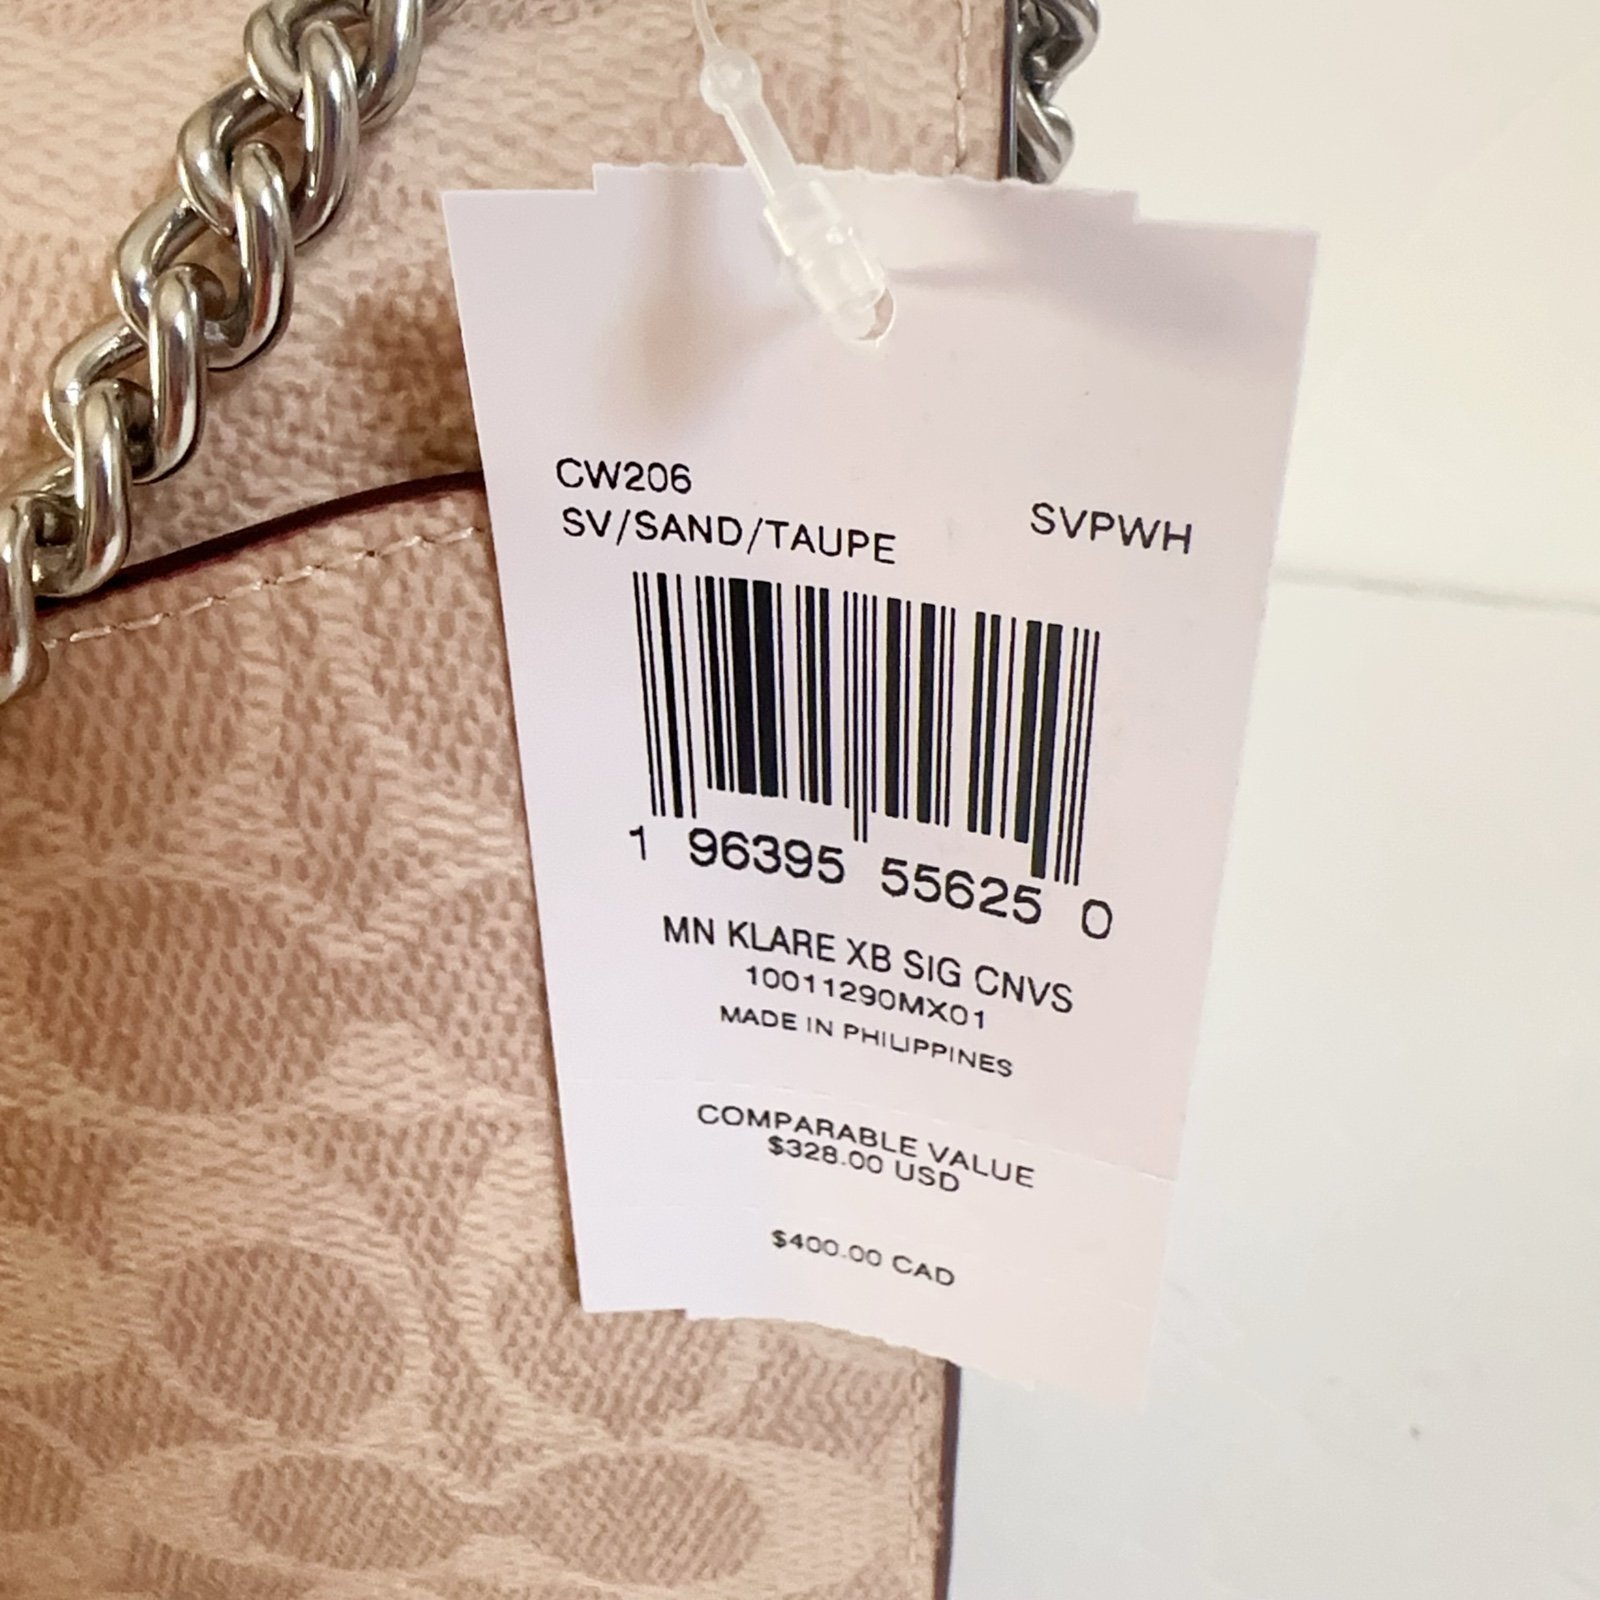 CW206
SV/SAND/TAUPE SVPWH
1 96395 55625 0
MN KLARE XB SIG CNVS
10011290MX01
MADE IN PHILIPPINES
COMPARABLE VALUE
$328.00 USD
$400.00 CAD